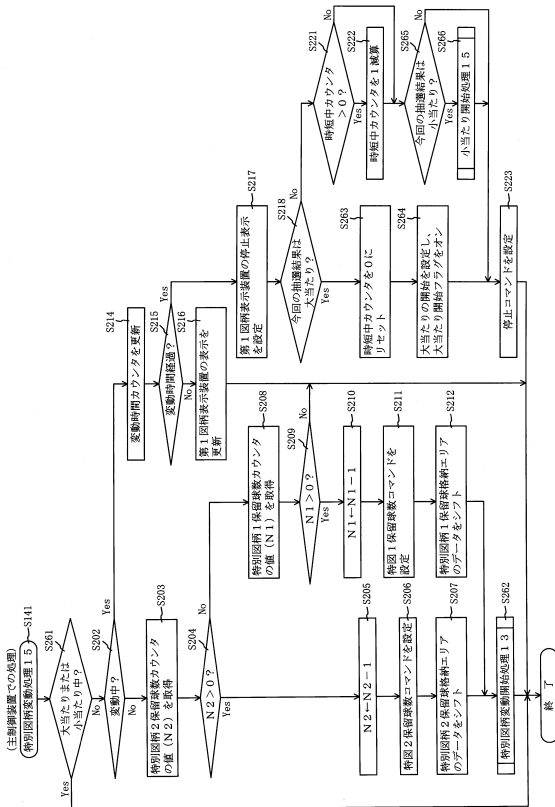 (主制御装置での処理)
特別図柄変動処理15
S141
S261
大当たりまたは
小当たり中?
Yes
No
S202
変動中?
Yes
No
S203
特別図柄2保留球数カウンタ
の値(N2)を取得
S204
N2>0?
No
Yes
S205
N2←N2-1
S206
特図2保留球数コマンドを設定
S207
特別図柄2保留球格納エリア
のデータをシフト
S208
特別図柄1保留球数カウンタ
の値(N1)を取得
S209
N1>0?
No
Yes
S210
N1←N1-1
S211
特図1保留球数コマンドを
設定
S212
特別図柄1保留球格納エリア
のデータをシフト
S262
特別図柄変動開始処理13
S214
変動時間カウンタを更新
S215
変動時間経過?
Yes
No
S216
第1図柄表示装置の表示を
更新
S217
第1図柄表示装置の停止表示
を設定
S218
今回の抽選結果は
大当たり?
No
Yes
S263
時短中カウンタを0に
リセット
S264
大当たりの開始を設定し、
大当たり開始フラグをオン
S221
時短中カウンタ
>0?
No
Yes
S222
時短中カウンタを1減算
S265
今回の抽選結果は
小当たり?
No
Yes
S266
小当たり開始処理15
S223
停止コマンドを設定
終了